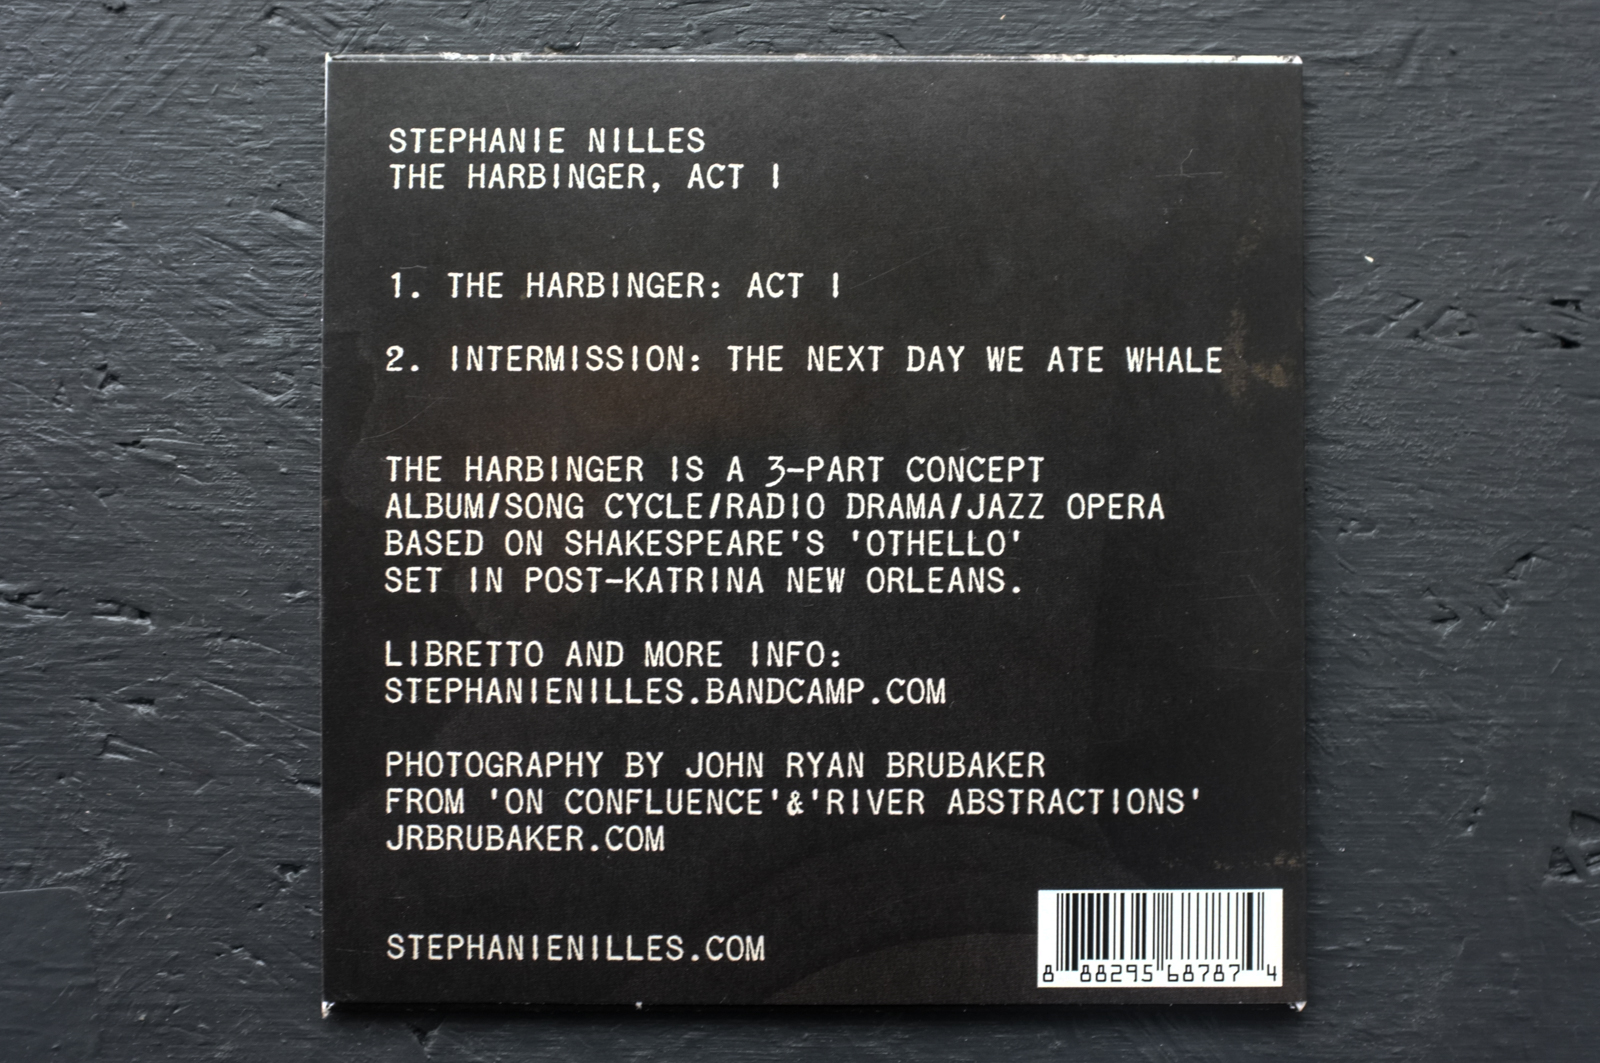 STEPHANIE NILLES
THE HARBINGER, ACT I
1. THE HARBINGER: ACT I
2. INTERMISSION: THE NEXT DAY WE ATE WHALE
THE HARBINGER IS A 3-PART CONCEPT
ALBUM/SONG CYCLE/RADIO DRAMA/JAZZ OPERA
BASED ON SHAKESPEARE'S 'OTHELLO'
SET IN POST-KATRINA NEW ORLEANS.
LIBRETTO AND MORE INFO:
STEPHANIENILLES.BANDCAMP.COM
PHOTOGRAPHY BY JOHN RYAN BRUBAKER
FROM 'ON CONFLUENCE'&'RIVER ABSTRACTIONS'
JRBRUBAKER.COM
STEPHANIENILLES.COM
8 88295 68787 4